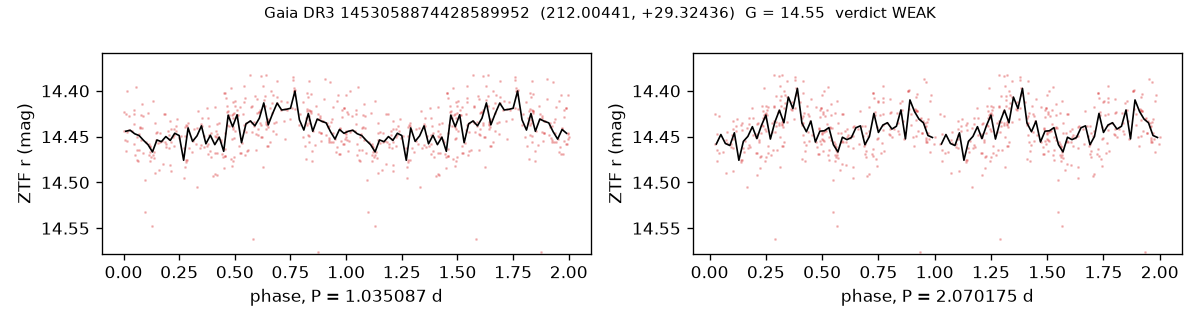 Gaia DR3 1453058874428589952 (212.00441, +29.32436) G = 14.55 verdict WEAK
ZTF r (mag)
14.40
14.45
14.50
14.55
0.00 0.25 0.50 0.75 1.00 1.25 1.50 1.75 2.00
phase, P = 1.035087 d
ZTF r (mag)
14.40
14.45
14.50
14.55
0.00 0.25 0.50 0.75 1.00 1.25 1.50 1.75 2.00
phase, P = 2.070175 d